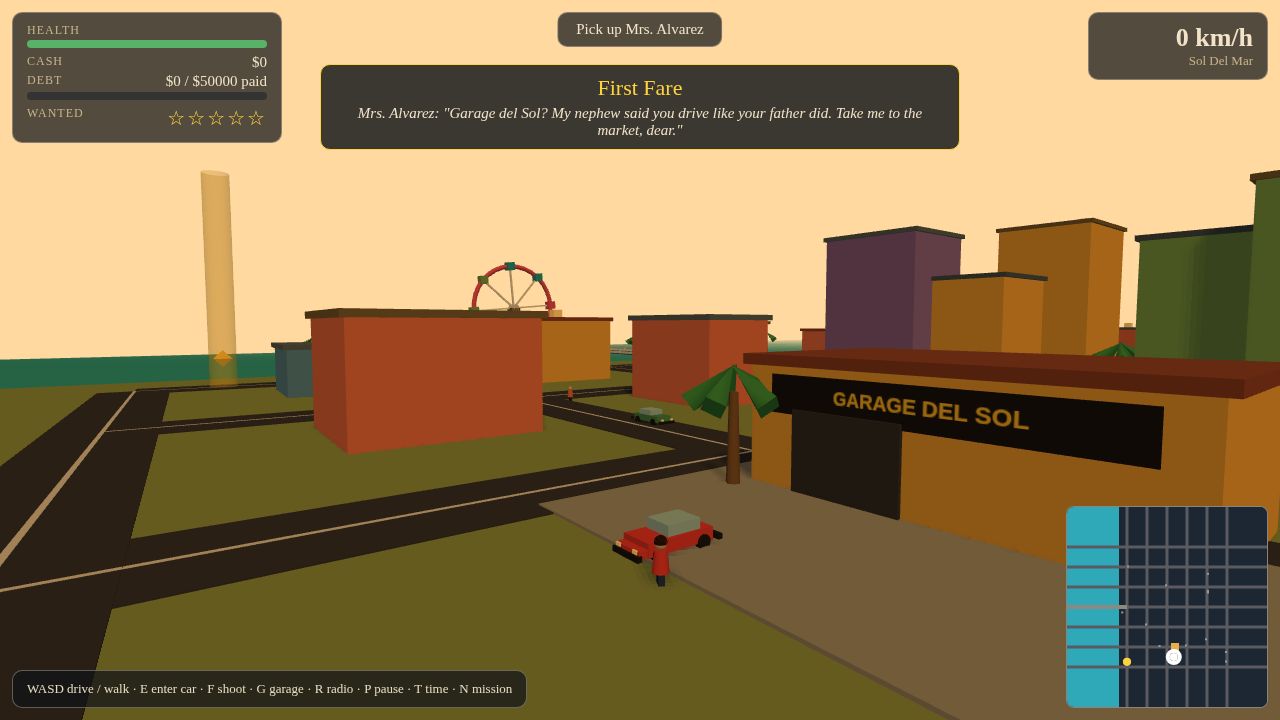 HEALTH
CASH $0
DEBT $0 / $50000 paid
WANTED ☆☆☆☆☆
Pick up Mrs. Alvarez
First Fare
Mrs. Alvarez: "Garage del Sol? My nephew said you drive like your father did. Take me to the
market, dear."
0 km/h
Sol Del Mar
GARAGE DEL SOL
WASD drive / walk · E enter car · F shoot · G garage · R radio · P pause · T time · N mission